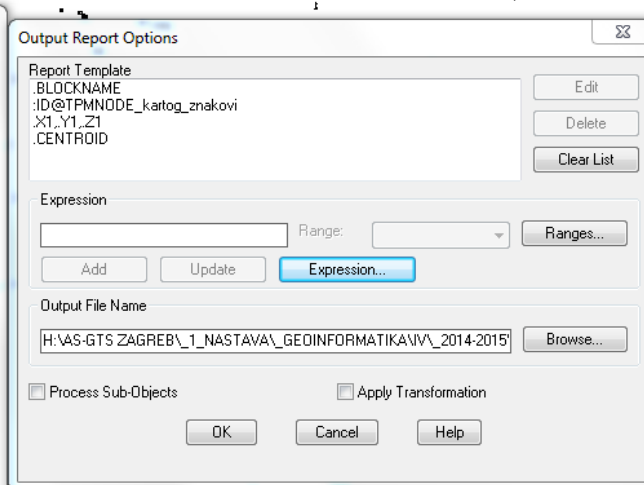 Output Report Options
Report Template
.BLOCKNAME
:ID@TPMNODE_kartog_znakovi
.X1,.Y1,.Z1
.CENTROID
Edit
Delete
Clear List
Expression
Range:
Ranges...
Add
Update
Expression...
Output File Name
H:\AS-GTS ZAGREB\_1_NASTAVA\_GEOINFORMATIKA\IV\_2014-2015'
Browse...
Process Sub-Objects
Apply Transformation
OK
Cancel
Help